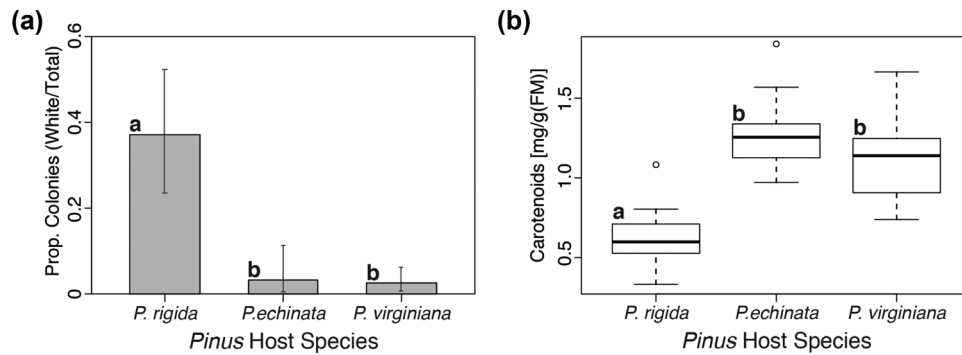 (a)
Prop. Colonies (White/Total)
0.6
0.4
0.2
0
a
b
b
P. rigida
P.echinata
P. virginiana
Pinus Host Species
(b)
Carotenoids [mg/g(FM)]
1.5
1.0
0.5
a
b
b
P. rigida
P.echinata
P. virginiana
Pinus Host Species